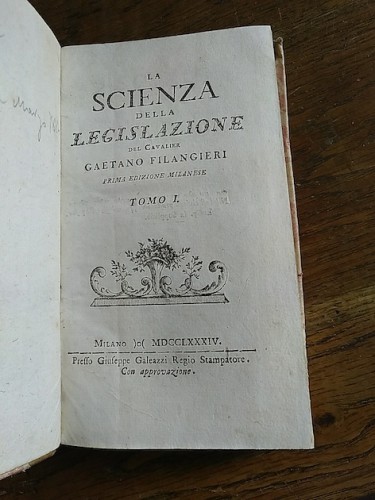 LA
SCIENZA
DELLA
LEGISLAZIONE
DEL CAVALIER
GAETANO FILANGIERI
PRIMA EDIZIONE MILANESE
TOMO I.
MILANO )o( MDCCLXXXIV.
Presso Giuseppe Galeazzi Regio Stampatore.
Con approvazione.